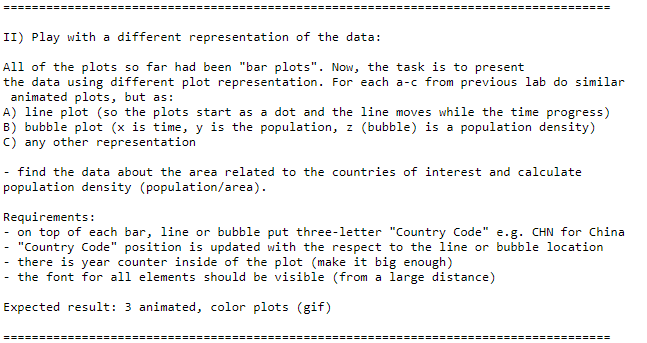 =====================================================================================
II) Play with a different representation of the data:
All of the plots so far had been "bar plots". Now, the task is to present
the data using different plot representation. For each a-c from previous lab do similar
animated plots, but as:
A) line plot (so the plots start as a dot and the line moves while the time progress)
B) bubble plot (x is time, y is the population, z (bubble) is a population density)
C) any other representation
- find the data about the area related to the countries of interest and calculate
population density (population/area).
Requirements:
- on top of each bar, line or bubble put three-letter "Country Code" e.g. CHN for China
- "Country Code" position is updated with the respect to the line or bubble location
- there is year counter inside of the plot (make it big enough)
- the font for all elements should be visible (from a large distance)
Expected result: 3 animated, color plots (gif)
=====================================================================================